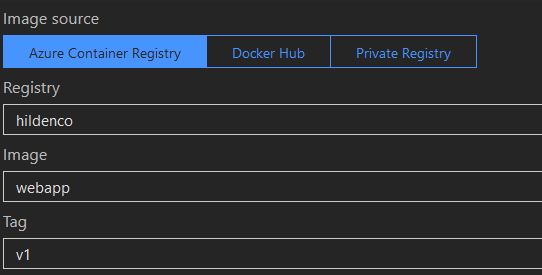 Image source
Azure Container Registry Docker Hub Private Registry
Registry
hildenco
Image
webapp
Tag
v1